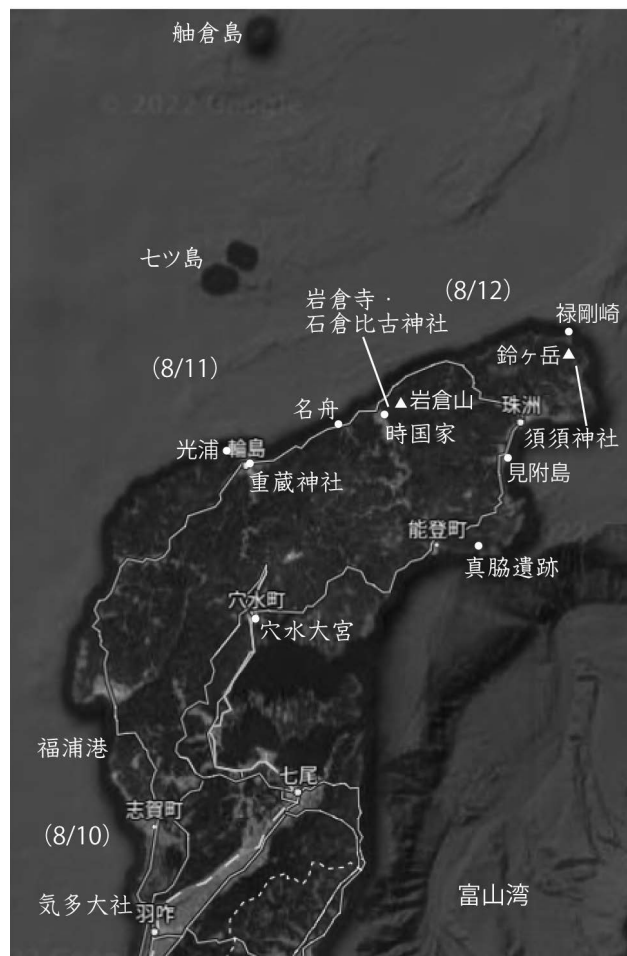 舳倉島
© 2022 Google
七ツ島
岩倉寺・
石倉比古神社
(8/12)
禄剛崎
鈴ヶ岳
(8/11)
名舟
岩倉山
珠洲
時国家
須須神社
光浦
輪島
重蔵神社
見附島
能登町
真脇遺跡
穴水町
穴水大宮
福浦港
七尾
志賀町
(8/10)
気多大社
羽咋
富山湾